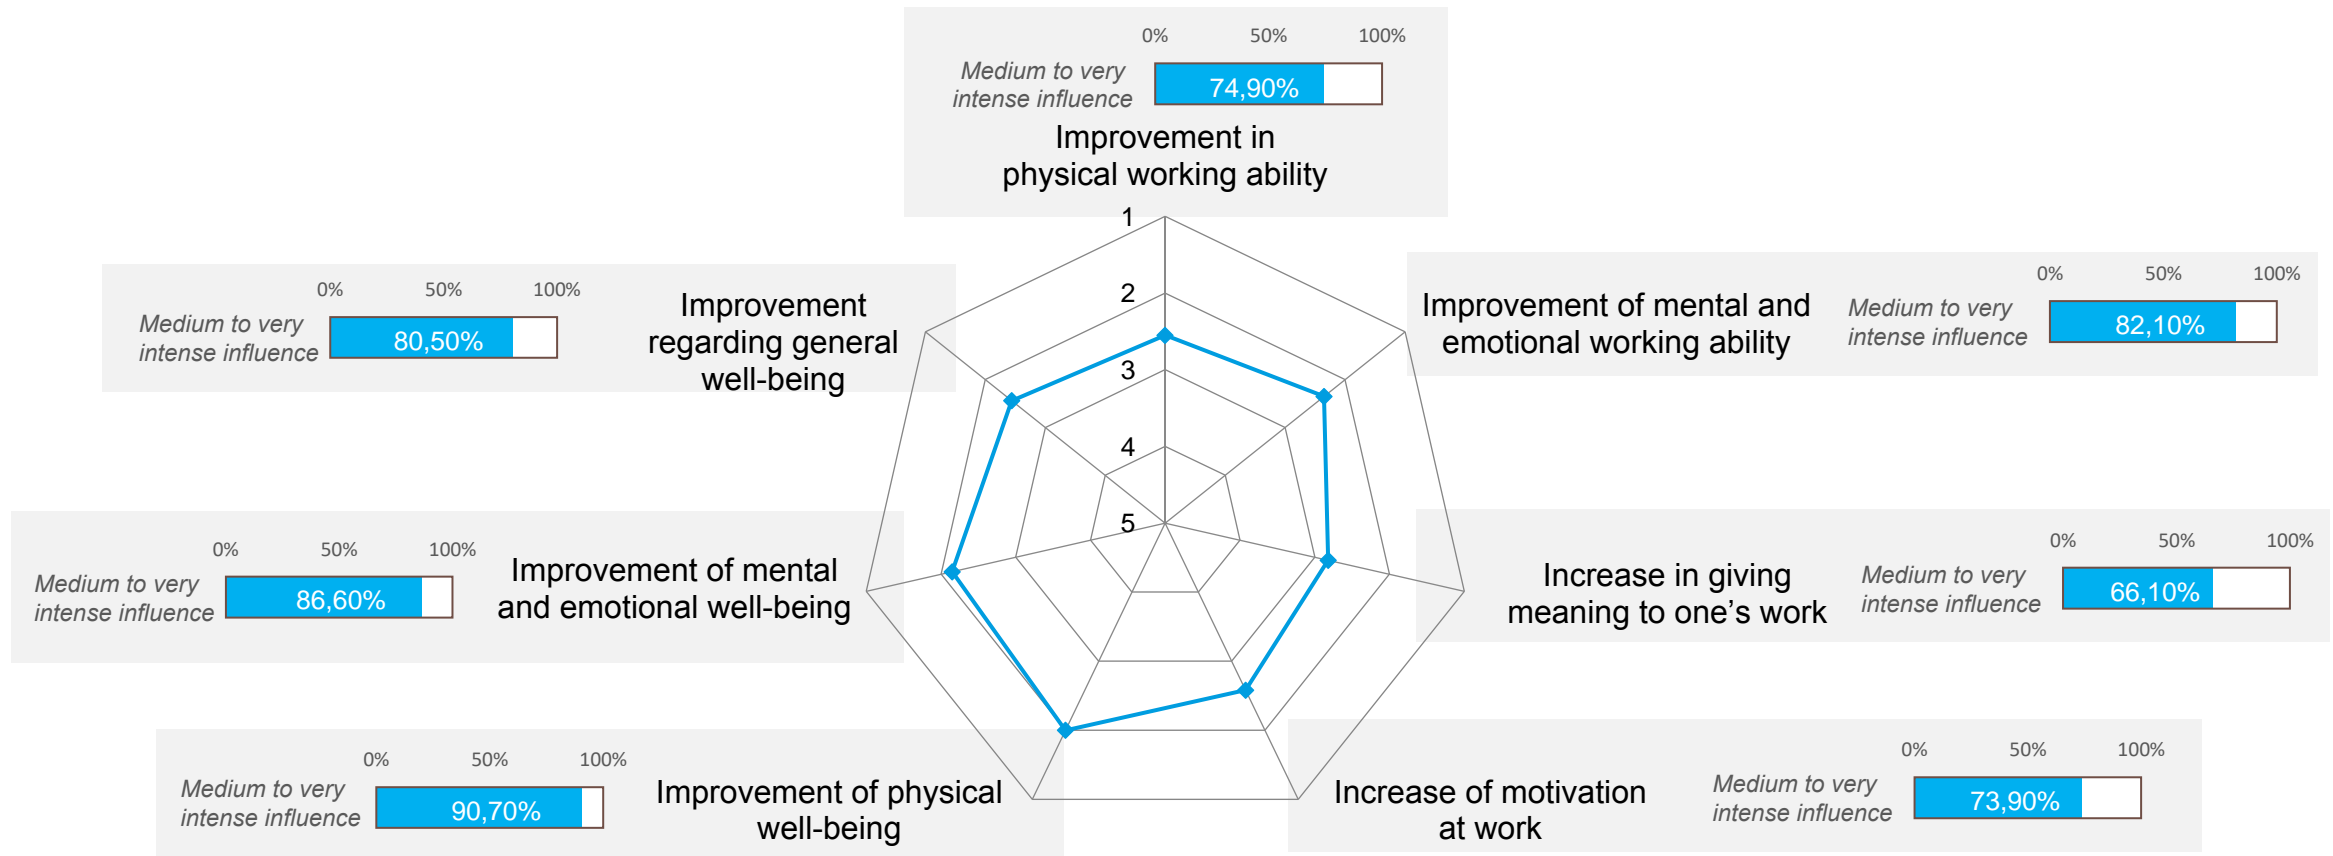 0% 50% 100%
Medium to very
intense influence
74,90%
Improvement in
physical working ability
1
2
3
4
5
0% 50% 100%
Medium to very
intense influence
80,50%
Improvement
regarding general
well-being
Improvement of mental and
emotional working ability
0% 50% 100%
Medium to very
intense influence
82,10%
0% 50% 100%
Medium to very
intense influence
86,60%
Improvement of mental
and emotional well-being
Increase in giving
meaning to one’s work
0% 50% 100%
Medium to very
intense influence
66,10%
0% 50% 100%
Medium to very
intense influence
90,70%
Improvement of physical
well-being
Increase of motivation
at work
0% 50% 100%
Medium to very
intense influence
73,90%